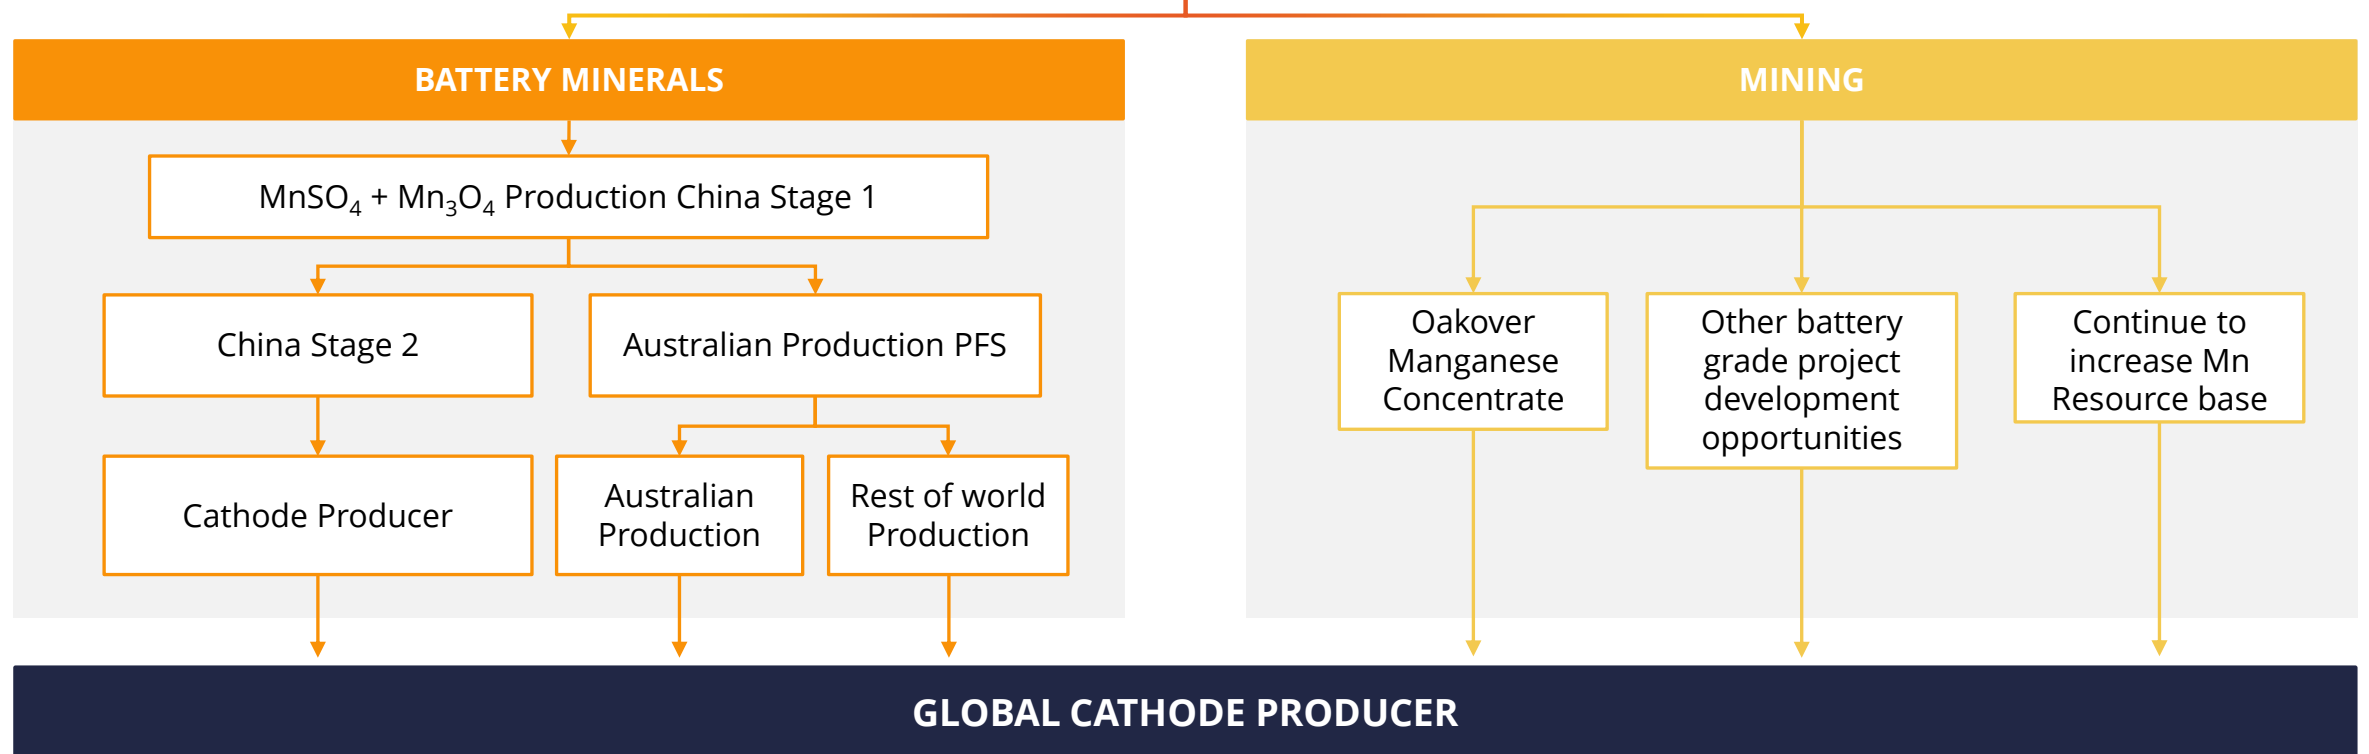 BATTERY MINERALS
MnSO₄ + Mn₃O₄ Production China Stage 1
China Stage 2
Australian Production PFS
Cathode Producer
Australian
Production
Rest of world
Production
MINING
Oakover
Manganese
Concentrate
Other battery
grade project
development
opportunities
Continue to
increase Mn
Resource base
GLOBAL CATHODE PRODUCER